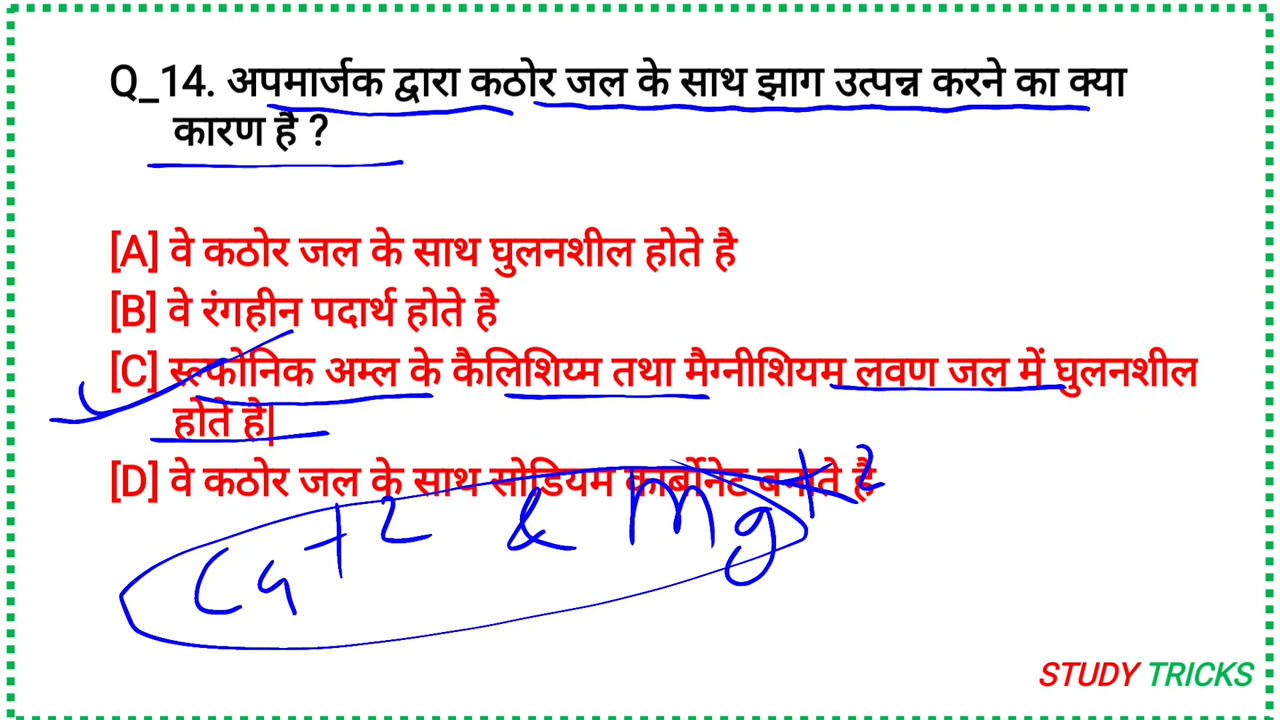 Q_14. अपमार्जक द्वारा कठोर जल के साथ झाग उत्पन्न करने का क्या
कारण है ?
[A] वे कठोर जल के साथ घुलनशील होते है
[B] वे रंगहीन पदार्थ होते है
[C] स्ल्फोनिक अम्ल के कैलिशियम तथा मैग्नीशियम लवण जल में घुलनशील
होते हे|
[D] वे कठोर जल के साथ सोडियम कार्बोनेट बनाते है
Ca+2 & Mg+2
STUDY TRICKS